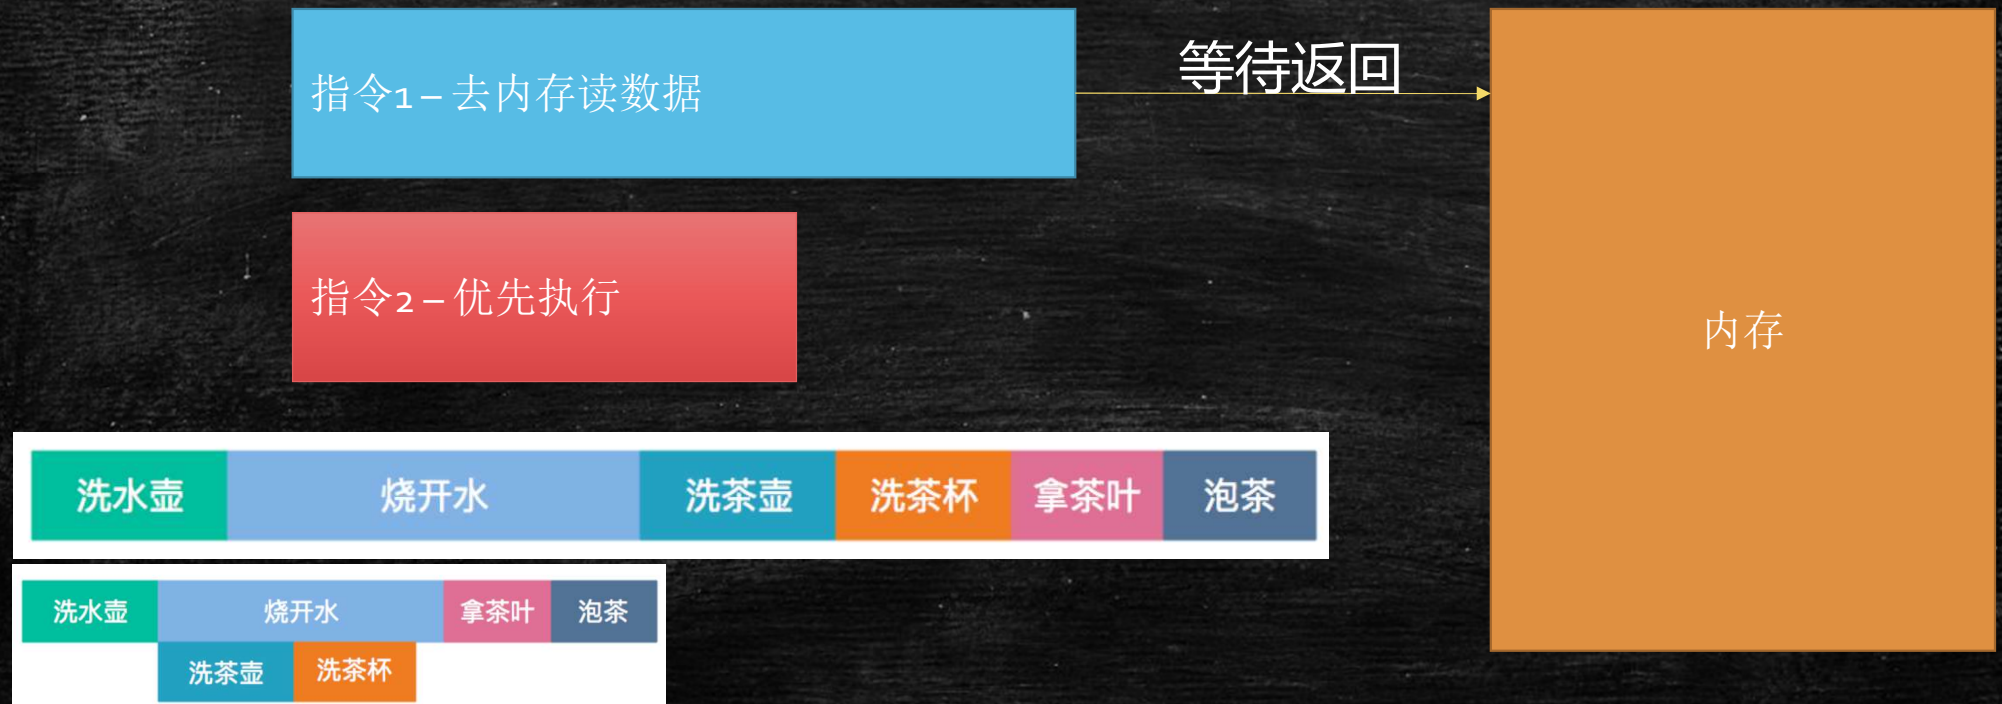 指令1 – 去内存读数据
等待返回
指令2 – 优先执行
内存
洗水壶 烧开水 洗茶壶 洗茶杯 拿茶叶 泡茶
洗水壶 烧开水 拿茶叶 泡茶
洗茶壶 洗茶杯